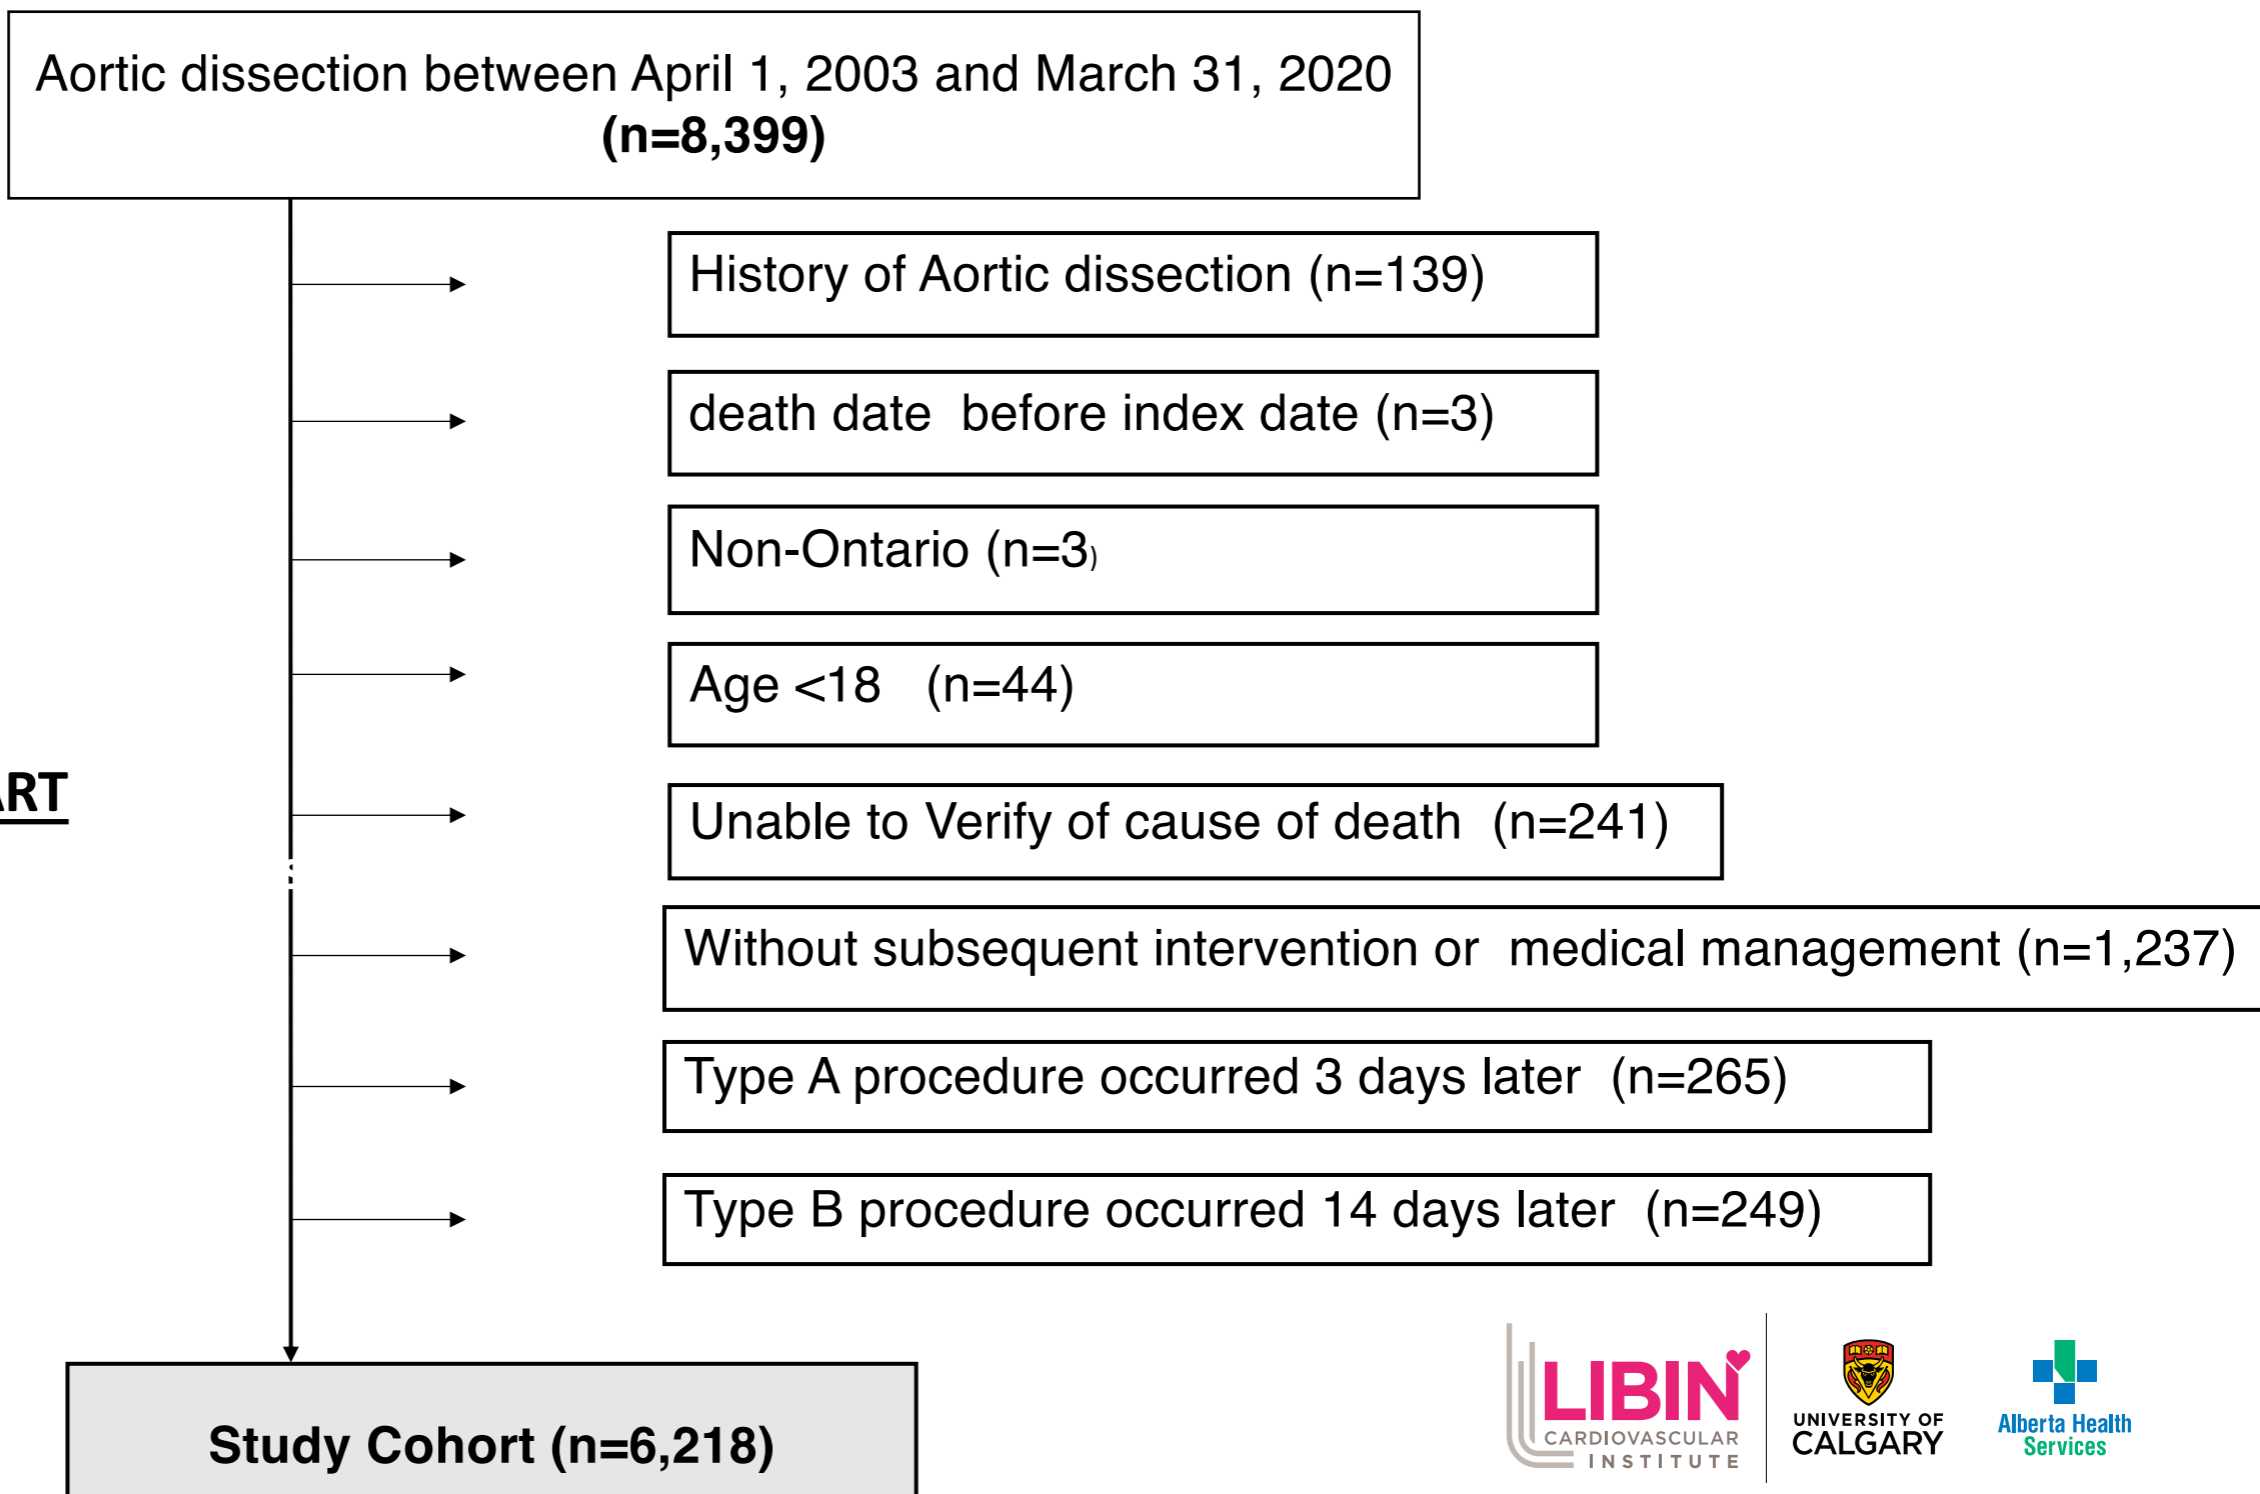 Aortic dissection between April 1, 2003 and March 31, 2020
(n=8,399)
History of Aortic dissection (n=139)
death date  before index date (n=3)
Non-Ontario (n=3)
Age <18   (n=44)
ART
Unable to Verify of cause of death  (n=241)
Without subsequent intervention or  medical management (n=1,237)
Type A procedure occurred 3 days later  (n=265)
Type B procedure occurred 14 days later  (n=249)
Study Cohort (n=6,218)
LIBIN
CARDIOVASCULAR
INSTITUTE
UNIVERSITY OF
CALGARY
Alberta Health
Services